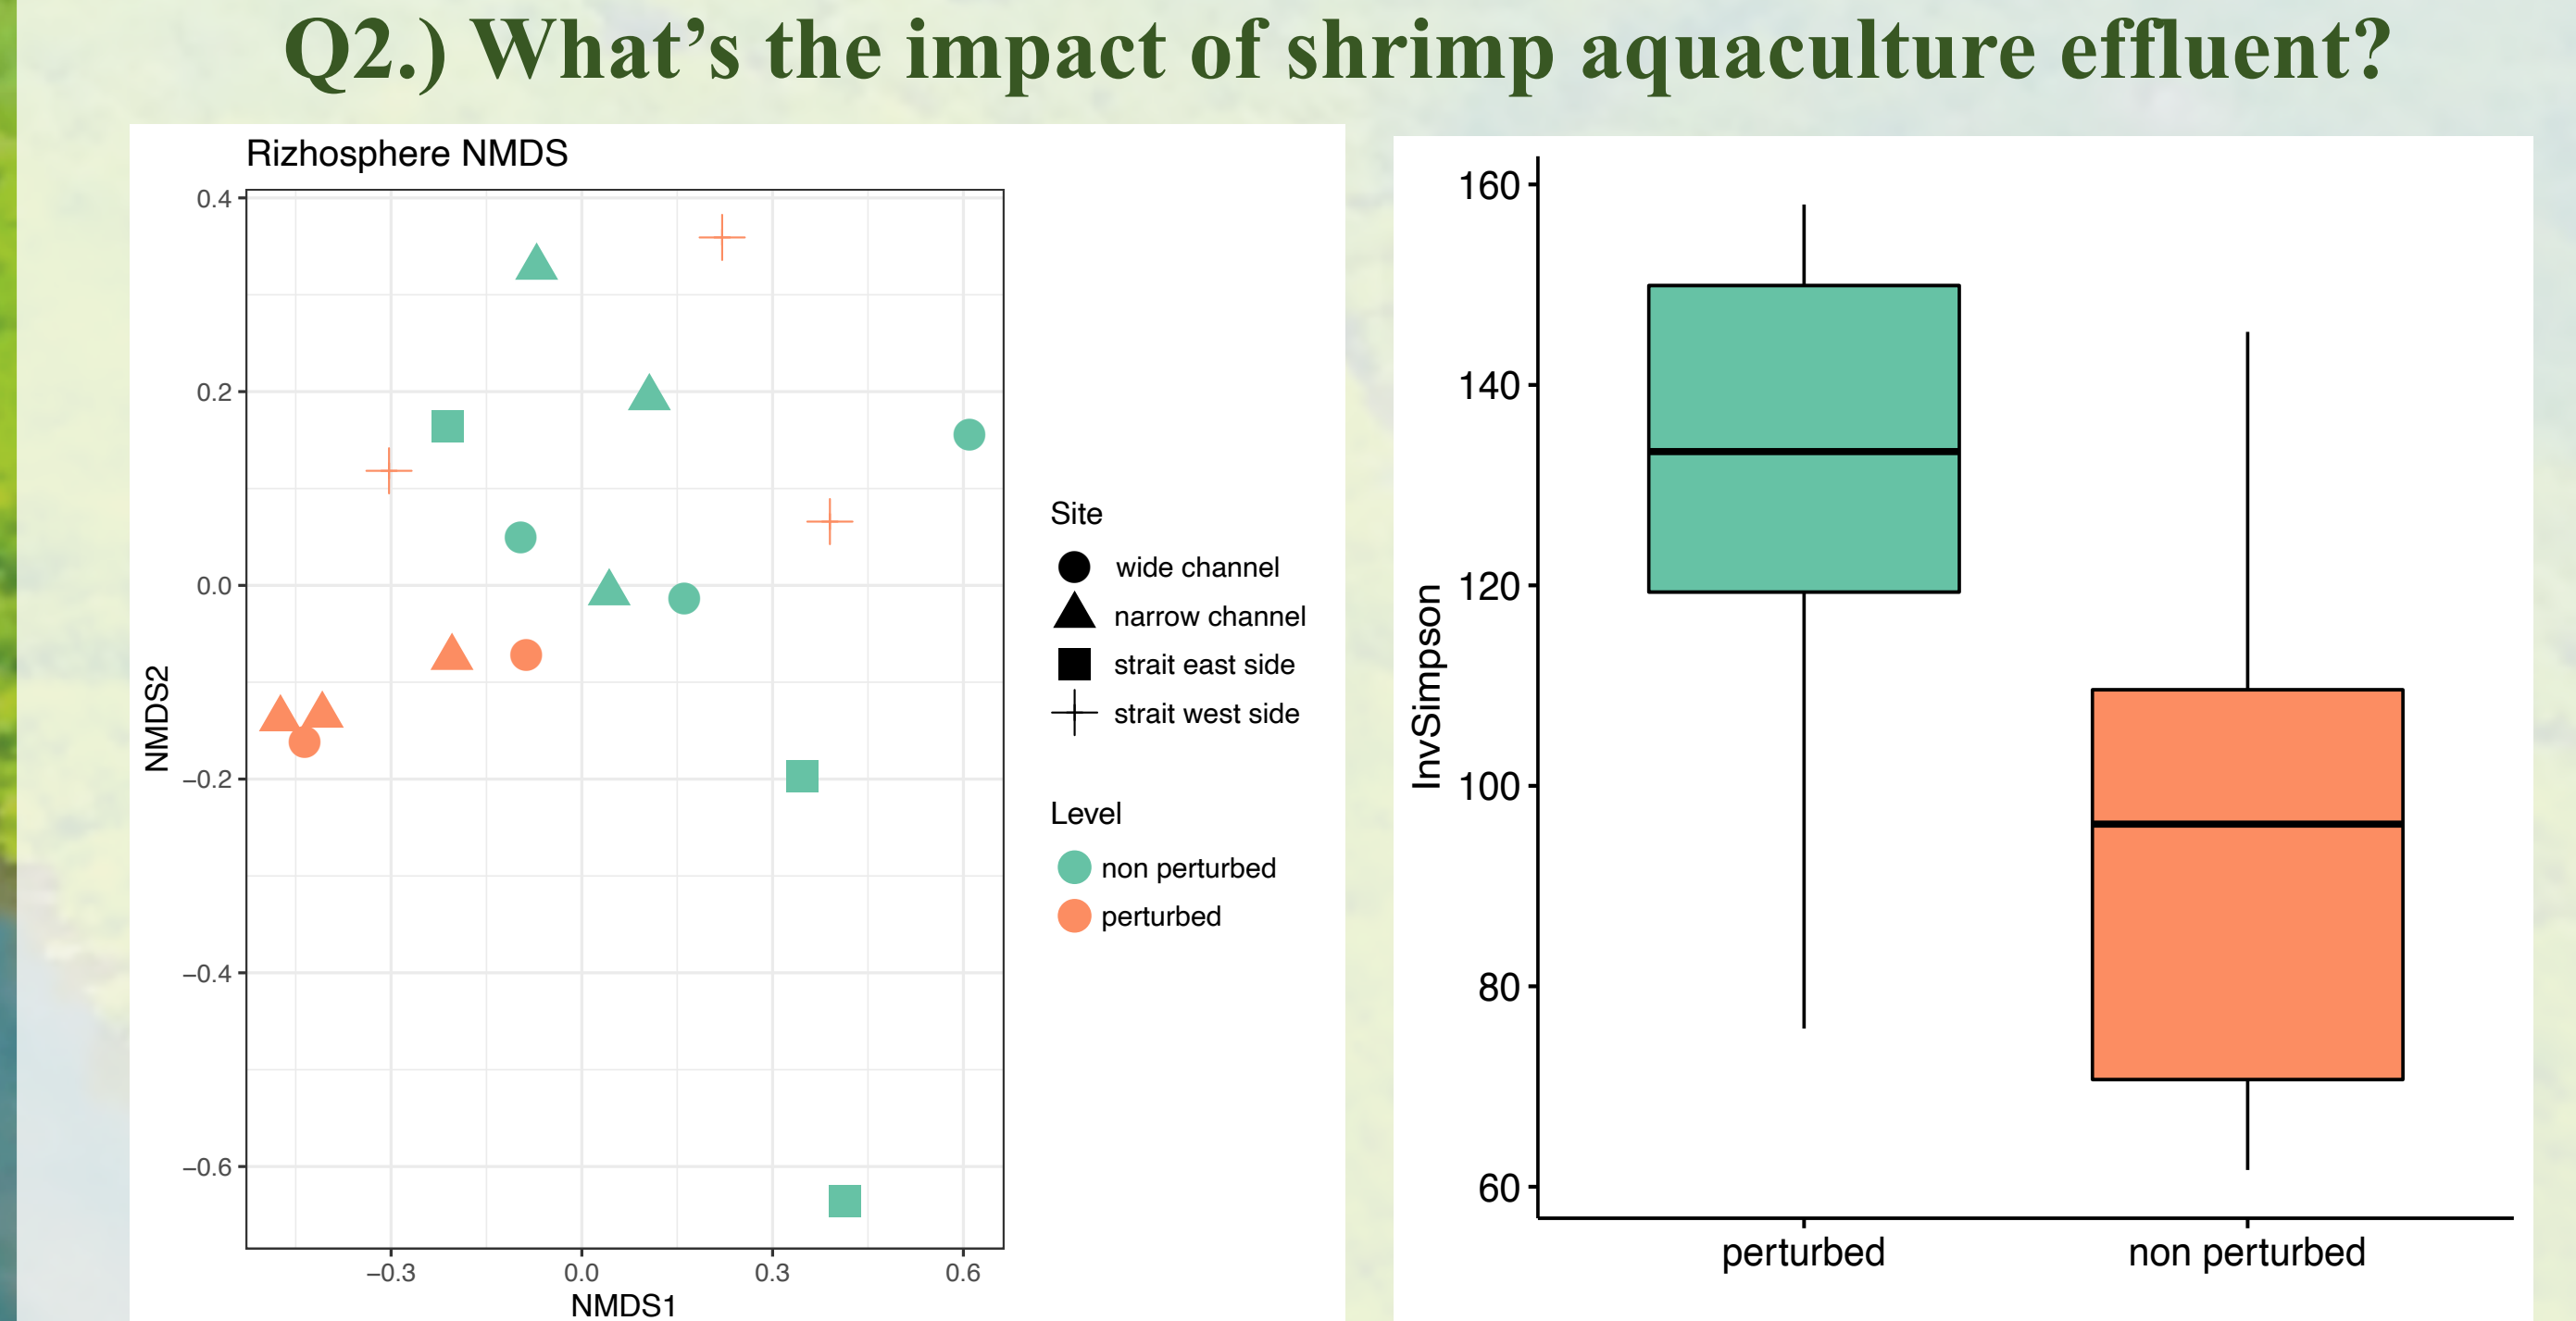 Q2.) What's the impact of shrimp aquaculture effluent?
Rizhosphere NMDS
0.4
0.2
0.0
−0.2
−0.4
−0.6
NMDS2
−0.3 0.0 0.3 0.6
NMDS1
Site
wide channel
narrow channel
strait east side
strait west side
Level
non perturbed
perturbed
160
140
120
100
80
60
InvSimpson
perturbed non perturbed